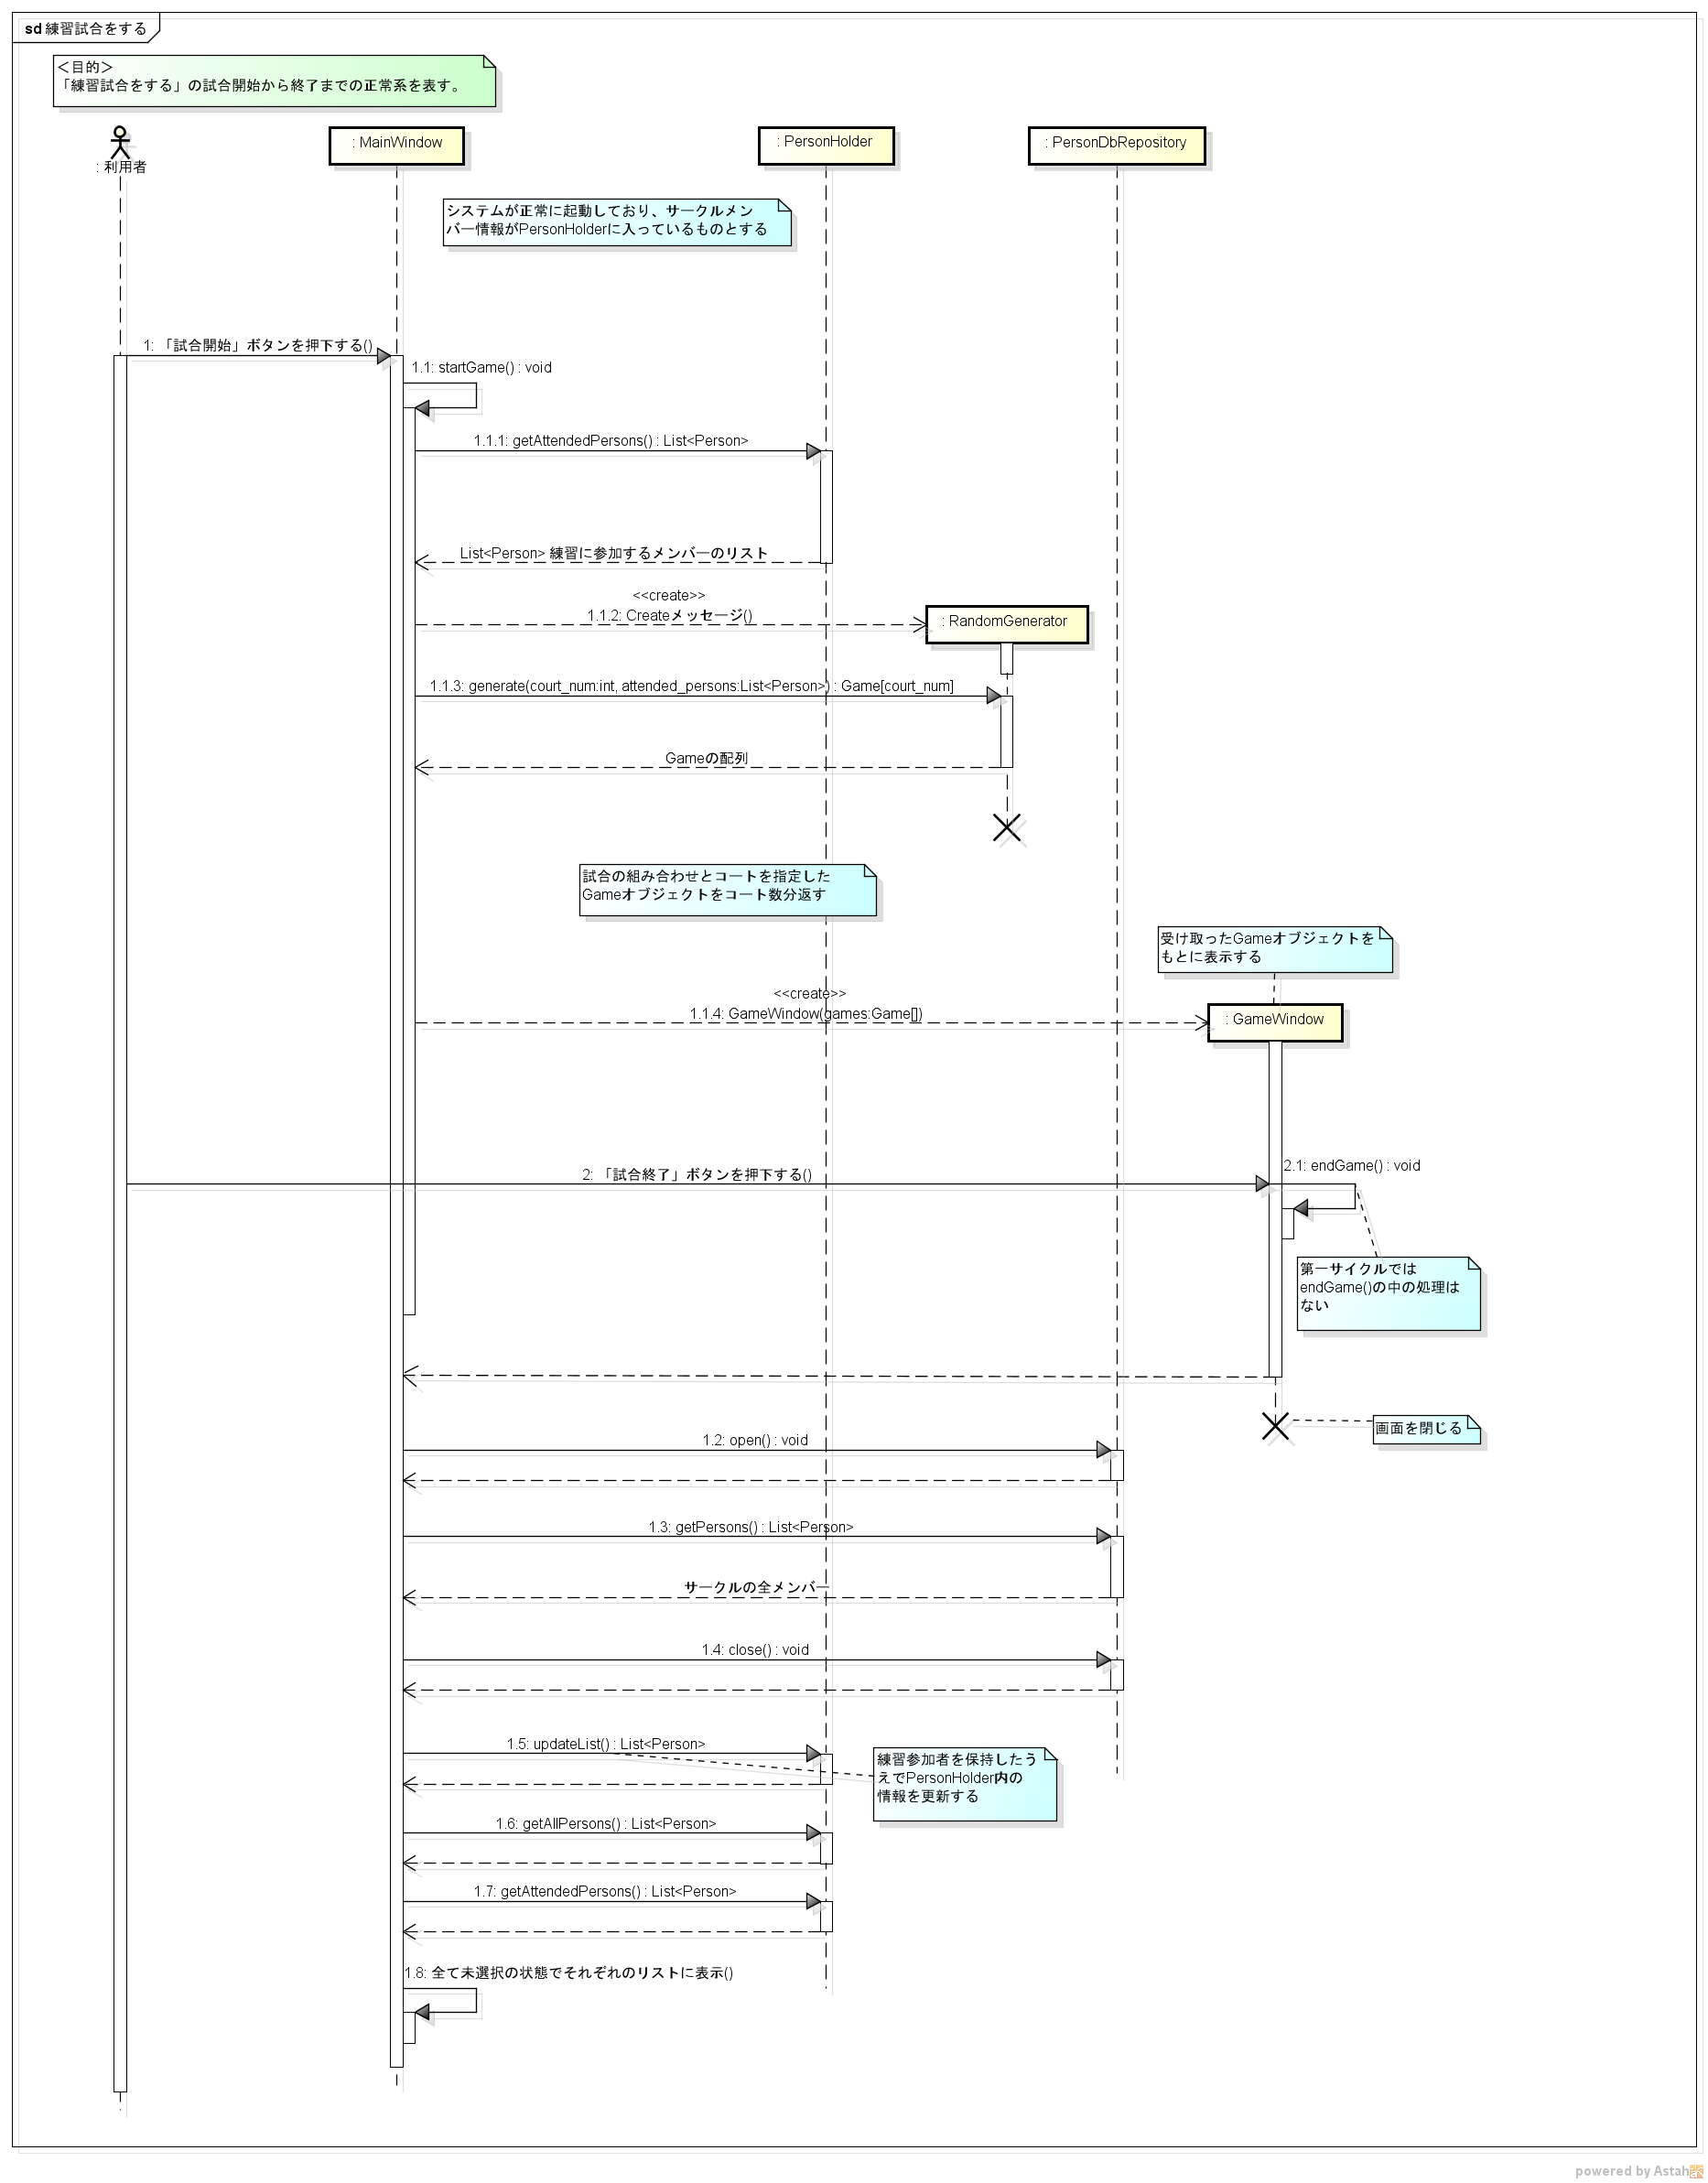 sd 練習試合をする
＜目的＞
「練習試合をする」の試合開始から終了までの正常系を表す。
: 利用者
: MainWindow
: PersonHolder
: PersonDbRepository
システムが正常に起動しており、サークルメン
バー情報がPersonHolderに入っているものとする
1: 「試合開始」ボタンを押下する()
1.1: startGame() : void
1.1.1: getAttendedPersons() : List<Person>
List<Person> 練習に参加するメンバーのリスト
<<create>>
1.1.2: Createメッセージ()
: RandomGenerator
1.1.3: generate(court_num:int, attended_persons:List<Person>) : Game[court_num]
Gameの配列
試合の組み合わせとコートを指定した
Gameオブジェクトをコート数分返す
受け取ったGameオブジェクトを
もとに表示する
<<create>>
1.1.4: GameWindow(games:Game[])
: GameWindow
2: 「試合終了」ボタンを押下する()
2.1: endGame() : void
第一サイクルでは
endGame()の中の処理は
ない
画面を閉じる
1.2: open() : void
1.3: getPersons() : List<Person>
サークルの全メンバー
1.4: close() : void
1.5: updateList() : List<Person>
練習参加者を保持したう
えでPersonHolder内の
情報を更新する
1.6: getAllPersons() : List<Person>
1.7: getAttendedPersons() : List<Person>
1.8: 全て未選択の状態でそれぞれのリストに表示()
powered by Astah